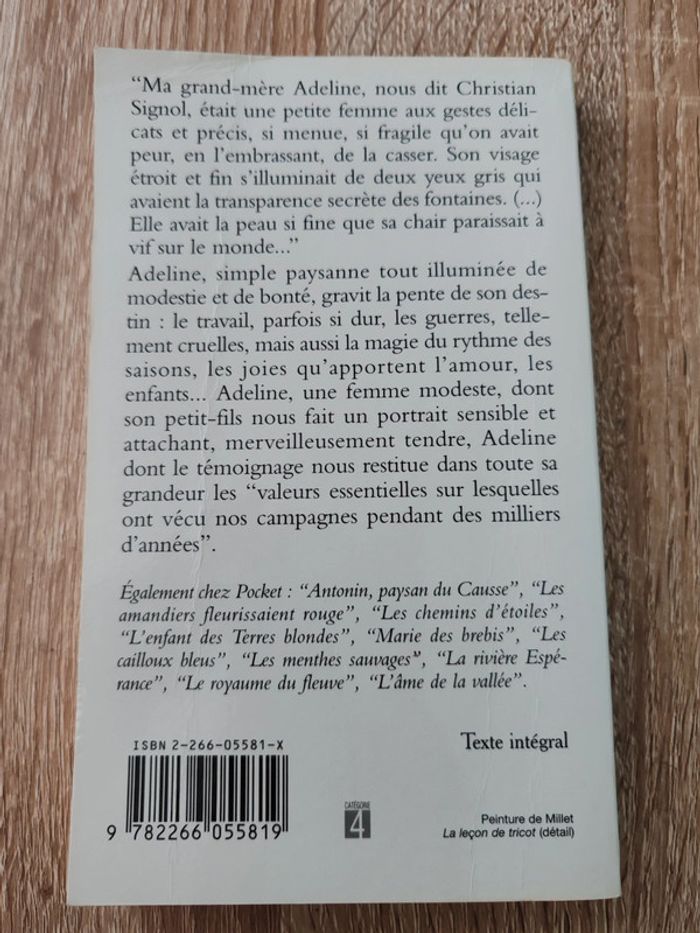 “Ma grand-mère Adeline, nous dit Christian
Signol, était une petite femme aux gestes déli-
cats et précis, si menue, si fragile qu’on avait
peur, en l’embrassant, de la casser. Son visage
étroit et fin s’illuminait de deux yeux gris qui
avaient la transparence secrète des fontaines. (...)
Elle avait la peau si fine que sa chair paraissait à
vif sur le monde...”
Adeline, simple paysanne tout illuminée de
modestie et de bonté, gravit la pente de son des-
tin : le travail, parfois si dur, les guerres, telle-
ment cruelles, mais aussi la magie du rythme des
saisons, les joies qu’apportent l’amour, les
enfants... Adeline, une femme modeste, dont
son petit-fils nous fait un portrait sensible et
attachant, merveilleusement tendre, Adeline
dont le témoignage nous restitue dans toute sa
grandeur les “valeurs essentielles sur lesquelles
ont vécu nos campagnes pendant des milliers
d’années”.
Également chez Pocket : “Antonin, paysan du Causse”, “Les
amandiers fleurissaient rouge”, “Les chemins d’étoiles”,
“L’enfant des Terres blondes”, “Marie des brebis”, “Les
cailloux bleus”, “Les menthes sauvages”, “La rivière Espé-
rance”, “Le royaume du fleuve”, “L’âme de la vallée”.
ISBN 2-266-05581-X
Texte intégral
9 782266 055819
CATÉGORIE
4
Peinture de Millet
La leçon de tricot (détail)